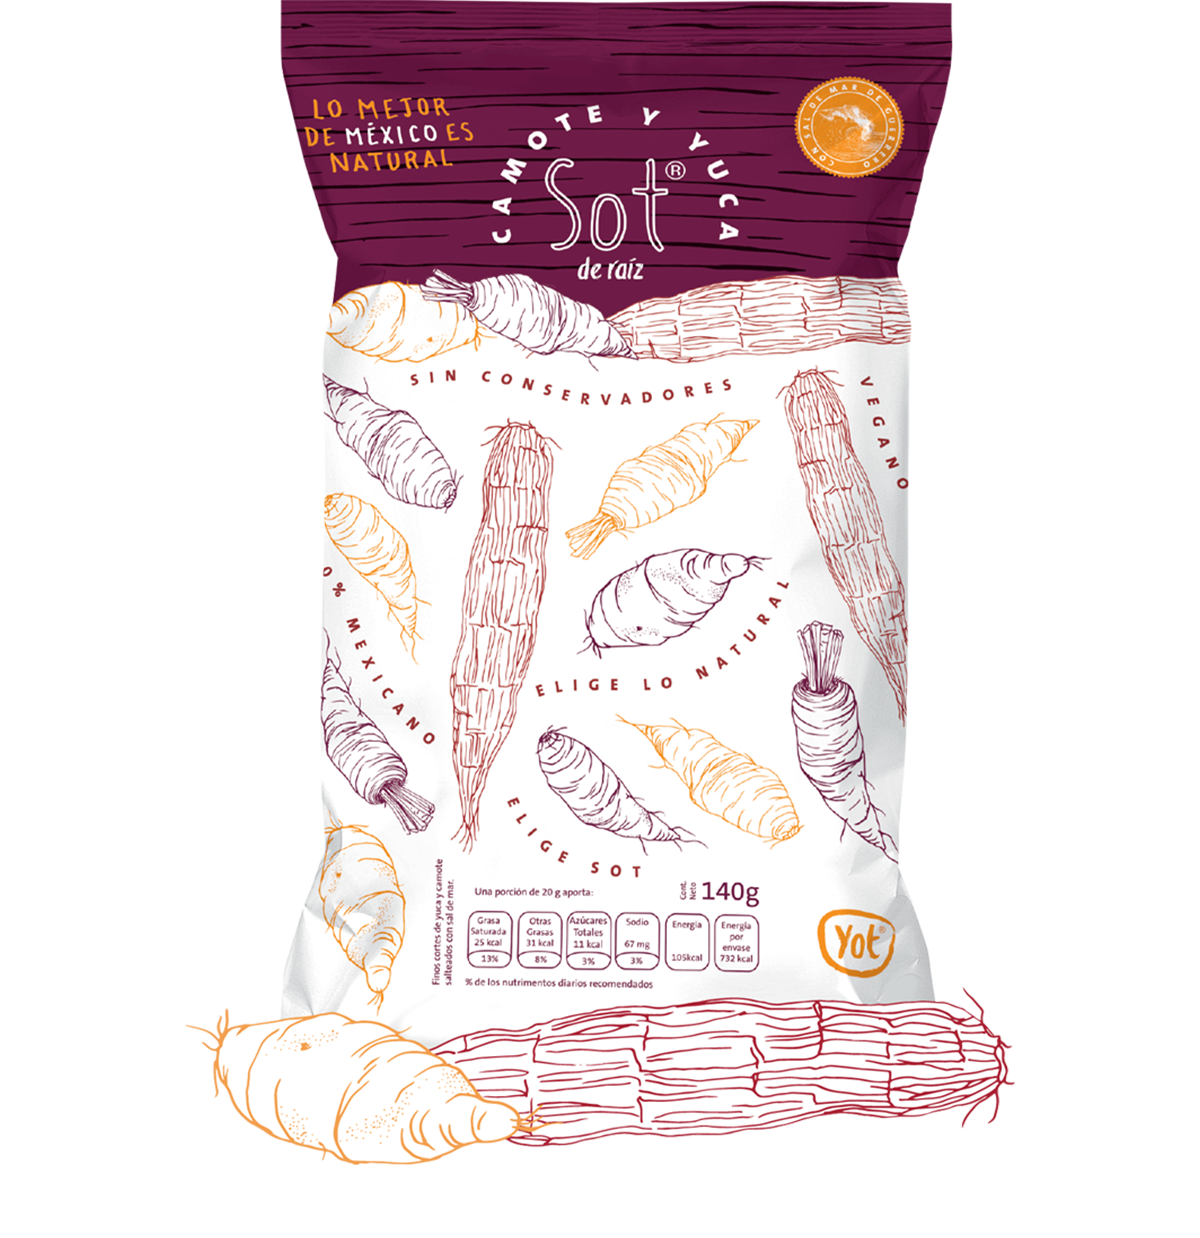 LO MEJOR
DE MÉXICO ES
NATURAL
CAMOTE Y YUCA
Sot®
de raíz
CON SAL DE MAR DE GUERRERO
SIN CONSERVADORES
VEGANO
0% MEXICANO
ELIGE LO NATURAL
ELIGE SOT
Finos cortes de yuca y camote
salteados con sal de mar.
Una porción de 20 g aporta:
Cont.
Neto
140g
Grasa
Saturada
25 kcal
13%
Otras
Grasas
31 kcal
8%
Azúcares
Totales
11 kcal
3%
Sodio
67 mg
3%
Energía
105kcal
Energía
por
envase
732 kcal
% de los nutrimentos diarios recomendados
Yot®